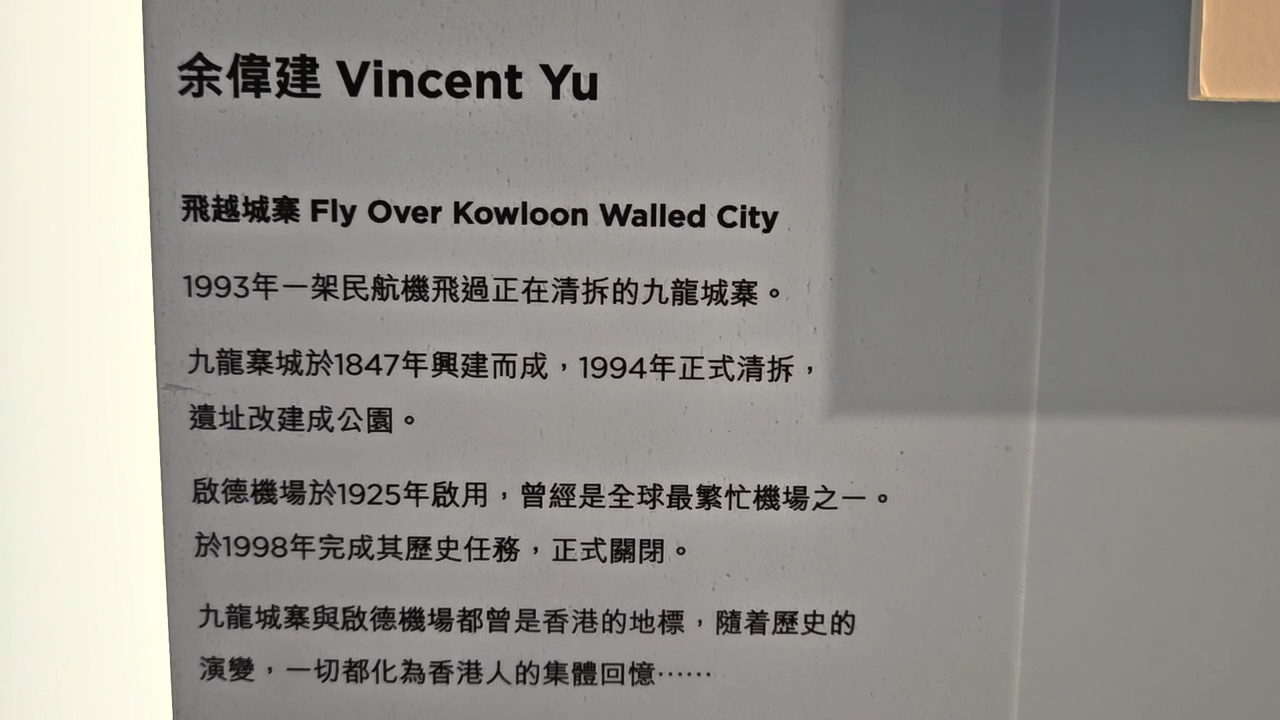 余偉建 Vincent Yu
飛越城寨 Fly Over Kowloon Walled City
1993年一架民航機飛過正在清拆的九龍城寨。
九龍寨城於1847年興建而成，1994年正式清拆，
遺址改建成公園。
啟德機場於1925年啟用，曾經是全球最繁忙機場之一。
於1998年完成其歷史任務，正式關閉。
九龍城寨與啟德機場都曾是香港的地標，隨着歷史的
演變，一切都化為香港人的集體回憶⋯⋯